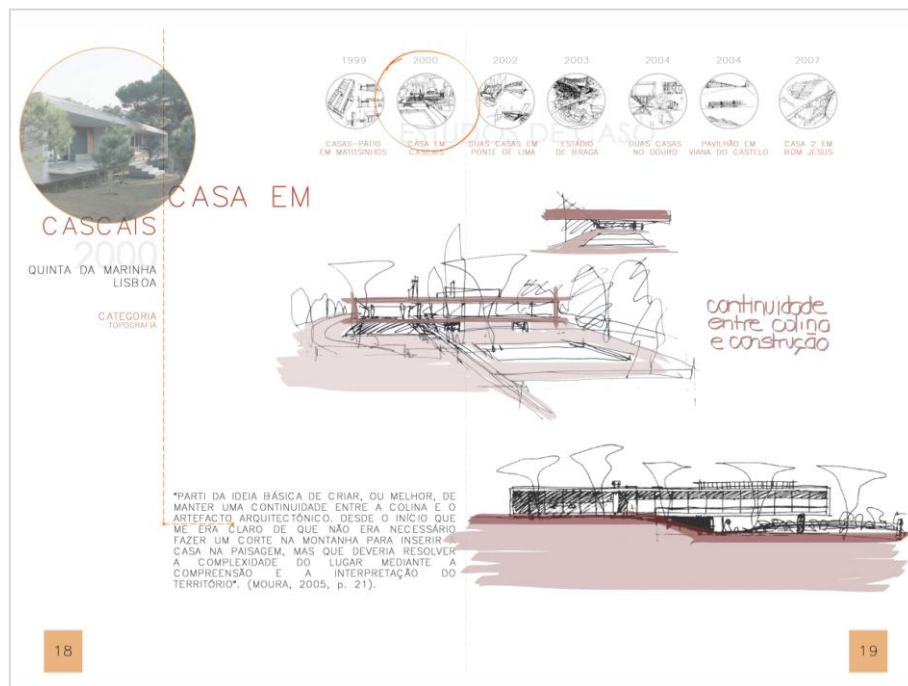 1999 2000 2002 2003 2004 2004 2007
ESTUDOS DE CASO
CASAS-PÁTIO
EM MATOSINHOS
CASA EM
CASCAIS
DUAS CASAS EM
PONTE DE LIMA
ESTÁDIO
DE BRAGA
DUAS CASAS
NO DOURO
PAVILHÃO EM
VIANA DO CASTELO
CASA 2 EM
BOM JESUS
CASA EM
CASCAIS
2000
QUINTA DA MARINHA
LISBOA
CATEGORIA
TOPOGRAFIA
continuidade
entre colina
e construção
"PARTI DA IDEIA BÁSICA DE CRIAR, OU MELHOR, DE
MANTER UMA CONTINUIDADE ENTRE A COLINA E O
ARTEFACTO ARQUITECTÔNICO. DESDE O INÍCIO QUE
ME ERA CLARO DE QUE NÃO ERA NECESSÁRIO
FAZER UM CORTE NA MONTANHA PARA INSERIR A
CASA NA PAISAGEM, MAS QUE DEVERIA RESOLVER
A COMPLEXIDADE DO LUGAR MEDIANTE A
COMPREENSÃO E A INTERPRETAÇÃO DO
TERRITÓRIO". (MOURA, 2005, p. 21).
18
19